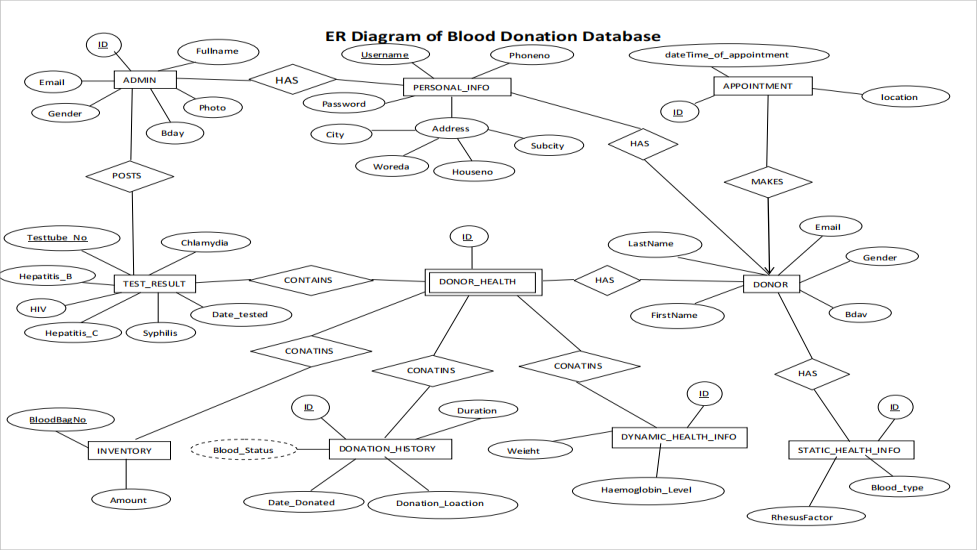 ER Diagram of Blood Donation Database
ID
Fullname
Username
Phoneno
dateTime_of_appointment
Email
ADMIN
HAS
PERSONAL_INFO
APPOINTMENT
location
Gender
Photo
Password
ID
Bday
City
Address
Subcity
HAS
Woreda
Houseno
POSTS
MAKES
Testtube_No
Chlamydia
ID
LastName
Email
Gender
Hepatitis_B
TEST_RESULT
CONTAINS
DONOR_HEALTH
HAS
DONOR
HIV
Date_tested
FirstName
Bdav
Hepatitis_C
Syphilis
CONATINS
CONATINS
CONATINS
HAS
BloodBagNo
ID
Duration
ID
ID
INVENTORY
Blood_Status
DONATION_HISTORY
Weieht
DYNAMIC_HEALTH_INFO
STATIC_HEALTH_INFO
Amount
Date_Donated
Donation_Loaction
Haemoglobin_Level
Blood_type
RhesusFactor